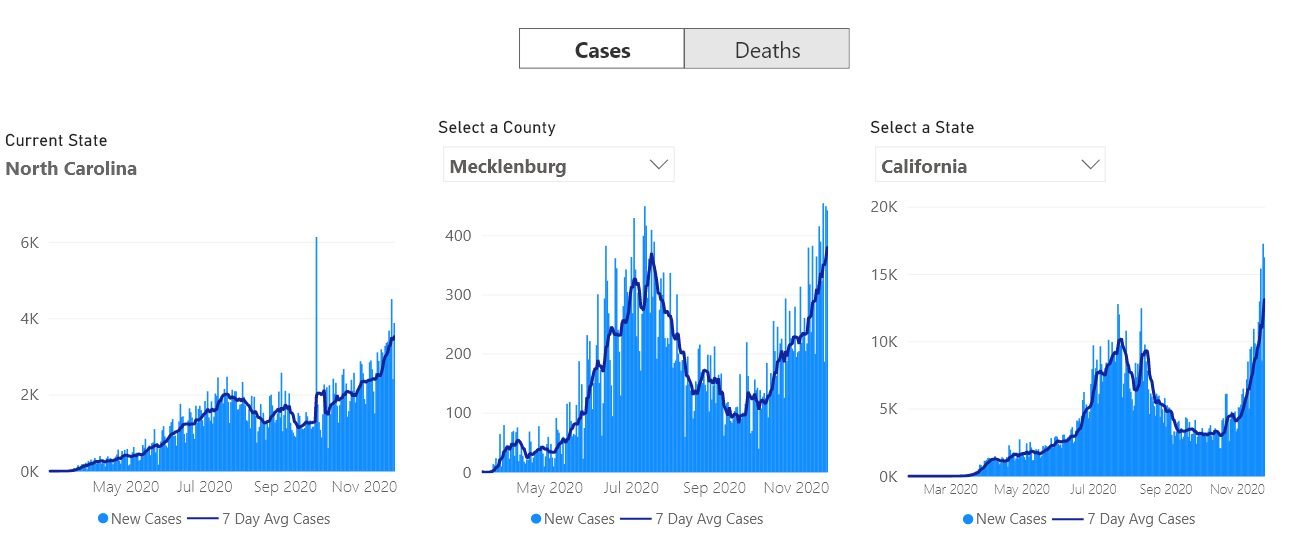 Cases Deaths
Current State
North Carolina
6K
4K
2K
0K
May 2020 Jul 2020 Sep 2020 Nov 2020
New Cases 7 Day Avg Cases
Select a County
Mecklenburg
400
300
200
100
0
May 2020 Jul 2020 Sep 2020 Nov 2020
New Cases 7 Day Avg Cases
Select a State
California
20K
15K
10K
5K
0K
Mar 2020 May 2020 Jul 2020 Sep 2020 Nov 2020
New Cases 7 Day Avg Cases